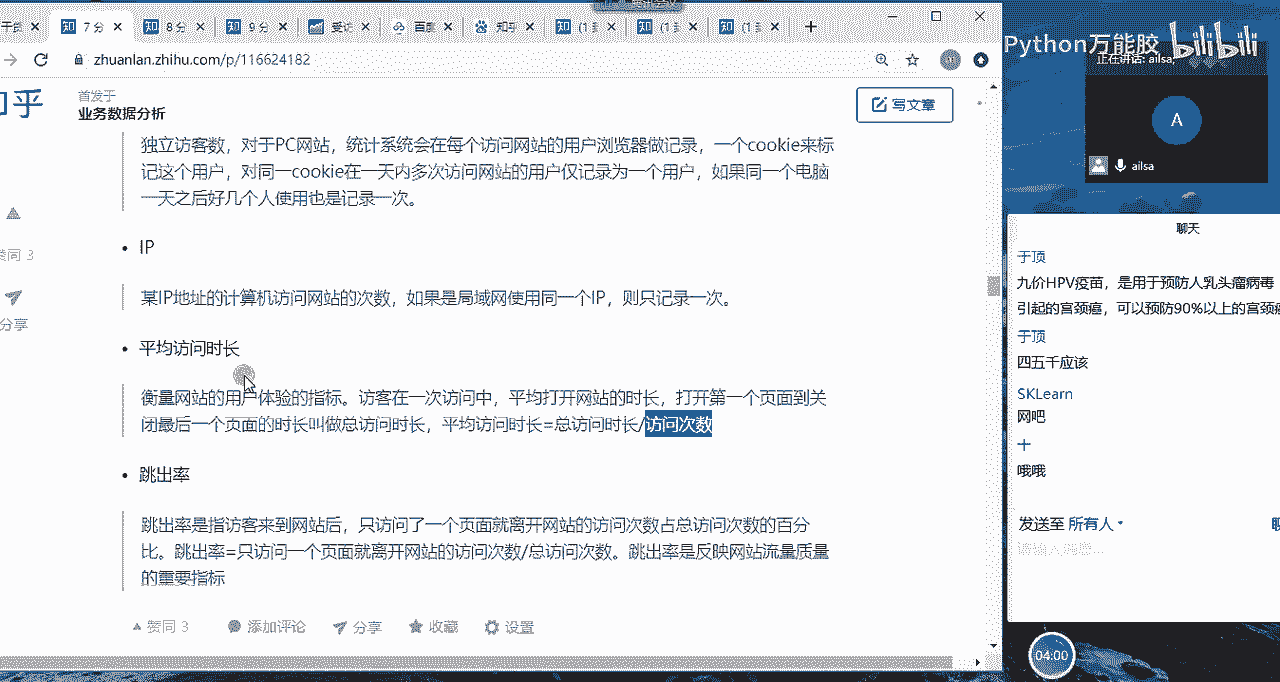 7 分
8 分
9 分
受访
百度
知乎
(1 封
(1 封
(1 封
zhuanlan.zhihu.com/p/116624182
Python万能胶 bilibili
正在讲话: ailsa;
A
ailsa
知乎
首发于
业务数据分析
写文章
独立访客数，对于PC网站，统计系统会在每个访问网站的用户浏览器做记录，一个cookie来标
记这个用户，对同一cookie在一天内多次访问网站的用户仅记录为一个用户，如果同一个电脑
一天之后好几个人使用也是记录一次。
• IP
某IP地址的计算机访问网站的次数，如果是局域网使用同一个IP，则只记录一次。
• 平均访问时长
衡量网站的用户体验的指标。访客在一次访问中，平均打开网站的时长，打开第一个页面到关
闭最后一个页面的时长叫做总访问时长，平均访问时长=总访问时长/访问次数
• 跳出率
跳出率是指访客来到网站后，只访问了一个页面就离开网站的访问次数占总访问次数的百分
比。跳出率=只访问一个页面就离开网站的访问次数/总访问次数。跳出率是反映网站流量质量
的重要指标
赞同 3
分享
赞同 3 添加评论 分享 收藏 设置
聊天
于顶
九价HPV疫苗，是用于预防人乳头瘤病毒
引起的宫颈癌，可以预防90%以上的宫颈癌
于顶
四五千应该
SKLearn
网吧
十
哦哦
发送至 所有人
请输入消息...
04:00